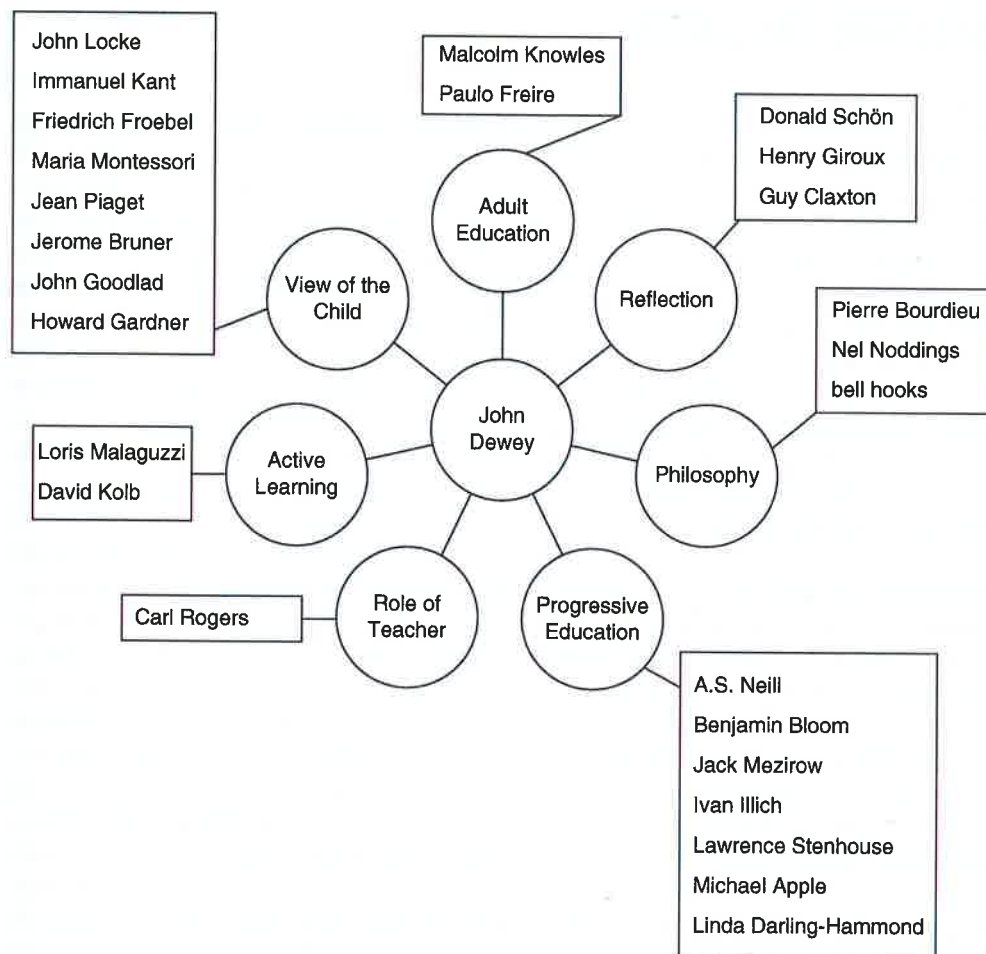 John Locke
Immanuel Kant
Friedrich Froebel
Maria Montessori
Jean Piaget
Jerome Bruner
John Goodlad
Howard Gardner
Malcolm Knowles
Paulo Freire
Donald Schön
Henry Giroux
Guy Claxton
Adult
Education
View of the
Child
Reflection
Pierre Bourdieu
Nel Noddings
bell hooks
John
Dewey
Loris Malaguzzi
David Kolb
Active
Learning
Philosophy
Carl Rogers
Role of
Teacher
Progressive
Education
A.S. Neill
Benjamin Bloom
Jack Mezirow
Ivan Illich
Lawrence Stenhouse
Michael Apple
Linda Darling-Hammond